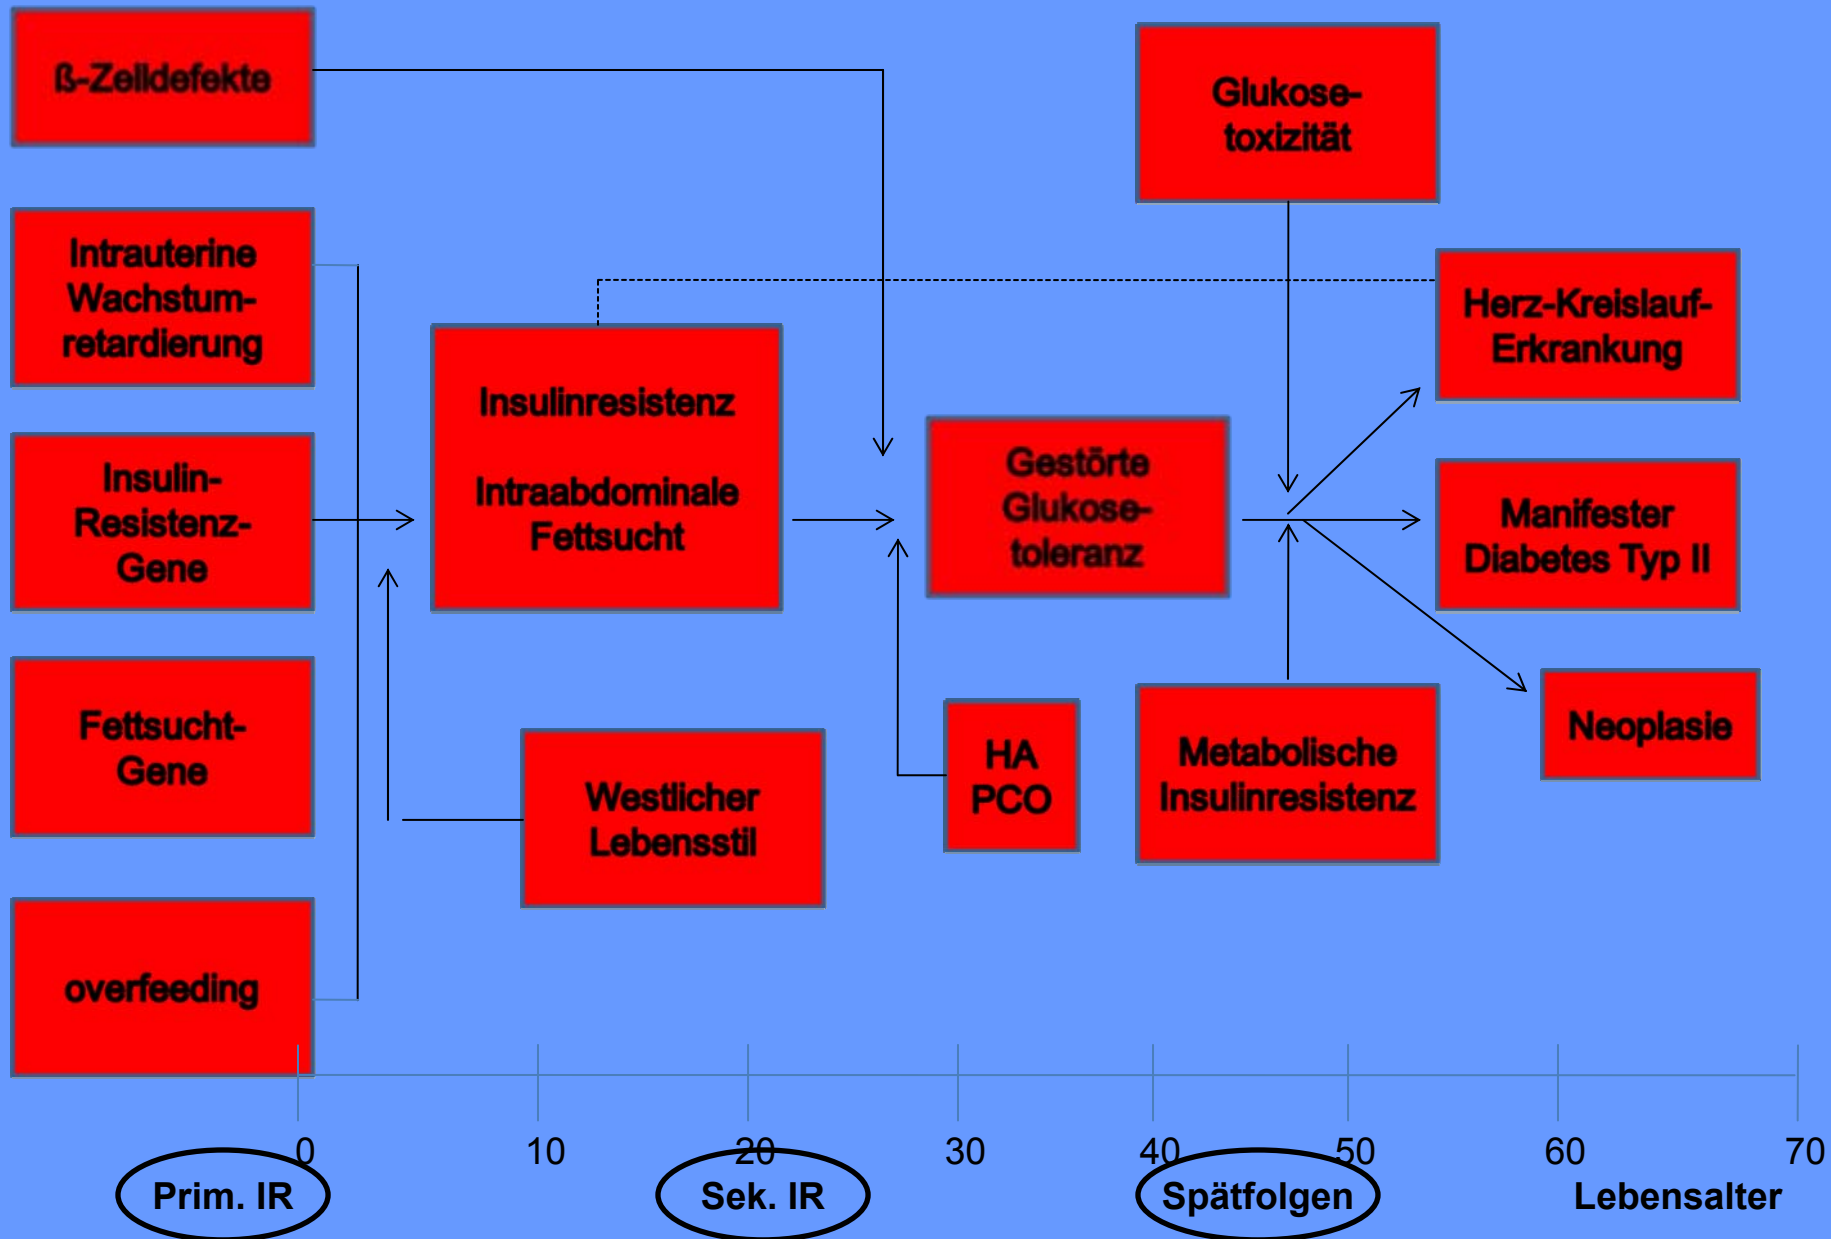 ß-Zelldefekte
Glukose-
toxizität
Intrauterine
Wachstum-
retardierung
Herz-Kreislauf-
Erkrankung
Insulinresistenz
Intraabdominale
Fettsucht
Insulin-
Resistenz-
Gene
Gestörte
Glukose-
toleranz
Manifester
Diabetes Typ II
Fettsucht-
Gene
Westlicher
Lebensstil
HA
PCO
Metabolische
Insulinresistenz
Neoplasie
overfeeding
0 10 20 30 40 50 60 70
Prim. IR Sek. IR Spätfolgen Lebensalter